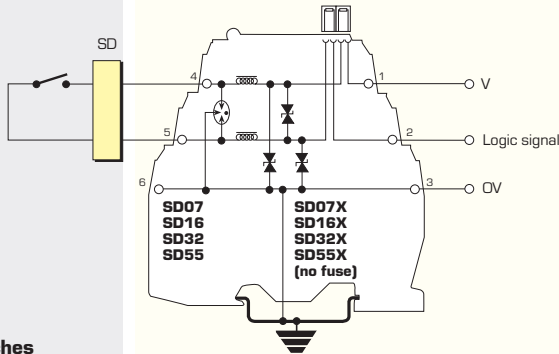 SD
4
1
V
5
2
Logic signal
6
3
0V
SD07
SD16
SD32
SD55
SD07X
SD16X
SD32X
SD55X
(no fuse)
hes